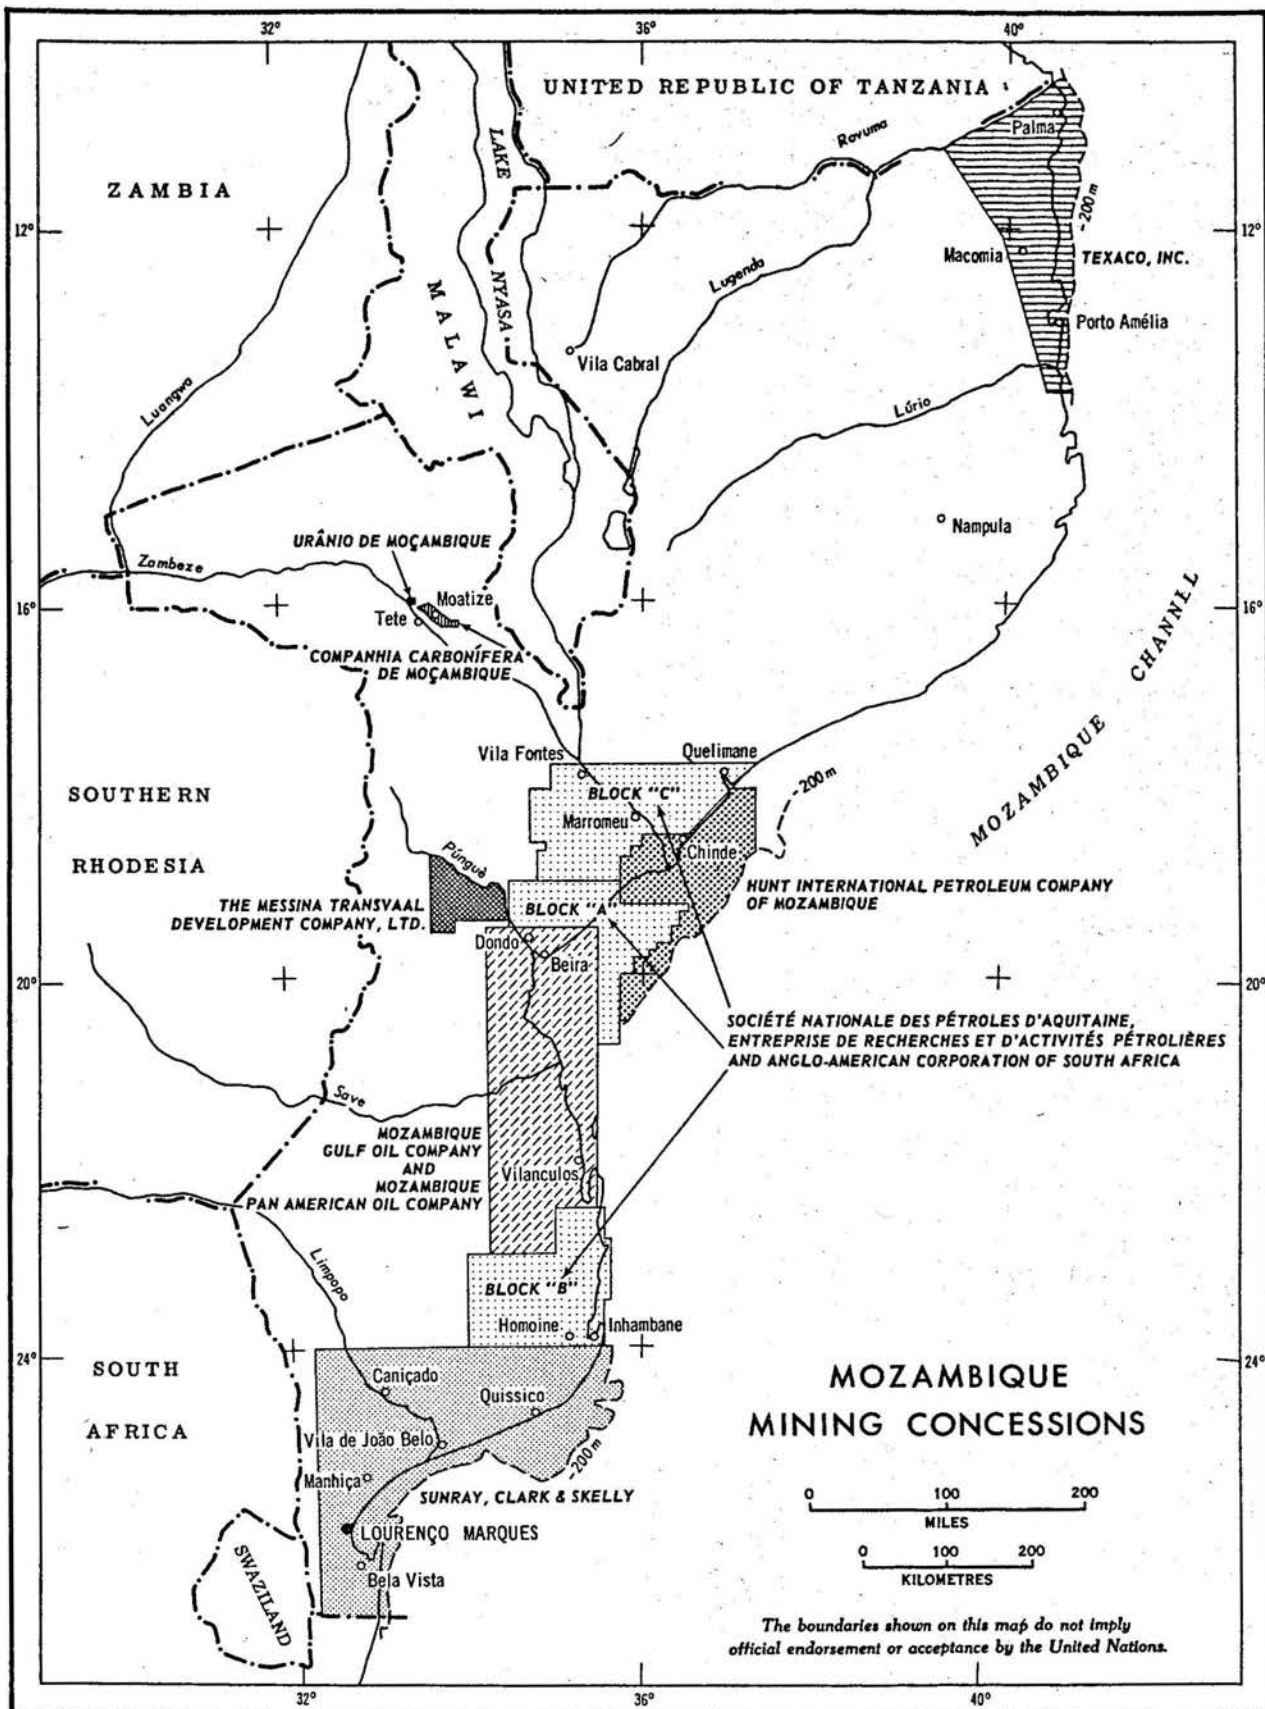 32°
36°
40°
UNITED REPUBLIC OF TANZANIA
Palma
Rovuma
LAKE
NYASA
ZAMBIA
-200m
12°
12°
Macomia
TEXACO, INC.
Lugenda
MALAWI
Porto Amélia
Vila Cabral
Luangwa
Lúrio
Nampula
URÂNIO DE MOÇAMBIQUE
Zambeze
Moatize
16°
16°
Tete
COMPANHIA CARBONÍFERA
DE MOÇAMBIQUE
MOZAMBIQUE CHANNEL
Vila Fontes
Quelimane
-200m
BLOCK "C"
SOUTHERN
RHODESIA
Marromeu
Púnguè
Chinde
HUNT INTERNATIONAL PETROLEUM COMPANY
OF MOZAMBIQUE
THE MESSINA TRANSVAAL
DEVELOPMENT COMPANY, LTD.
BLOCK "A"
Dondo
Beira
20°
20°
SOCIÉTÉ NATIONALE DES PÉTROLES D'AQUITAINE,
ENTREPRISE DE RECHERCHES ET D'ACTIVITÉS PÉTROLIÈRES
AND ANGLO-AMERICAN CORPORATION OF SOUTH AFRICA
Save
MOZAMBIQUE
GULF OIL COMPANY
AND
MOZAMBIQUE
PAN AMERICAN OIL COMPANY
Vilanculos
Limpopo
BLOCK "B"
Homoine
Inhambane
24°
24°
SOUTH
AFRICA
Caniçado
Quissico
MOZAMBIQUE
MINING CONCESSIONS
Vila de João Belo
-200m
Manhiça
SUNRAY, CLARK & SKELLY
0 100 200
MILES
LOURENÇO MARQUES
0 100 200
KILOMETRES
Bela Vista
SWAZILAND
The boundaries shown on this map do not imply
official endorsement or acceptance by the United Nations.
32°
36°
40°